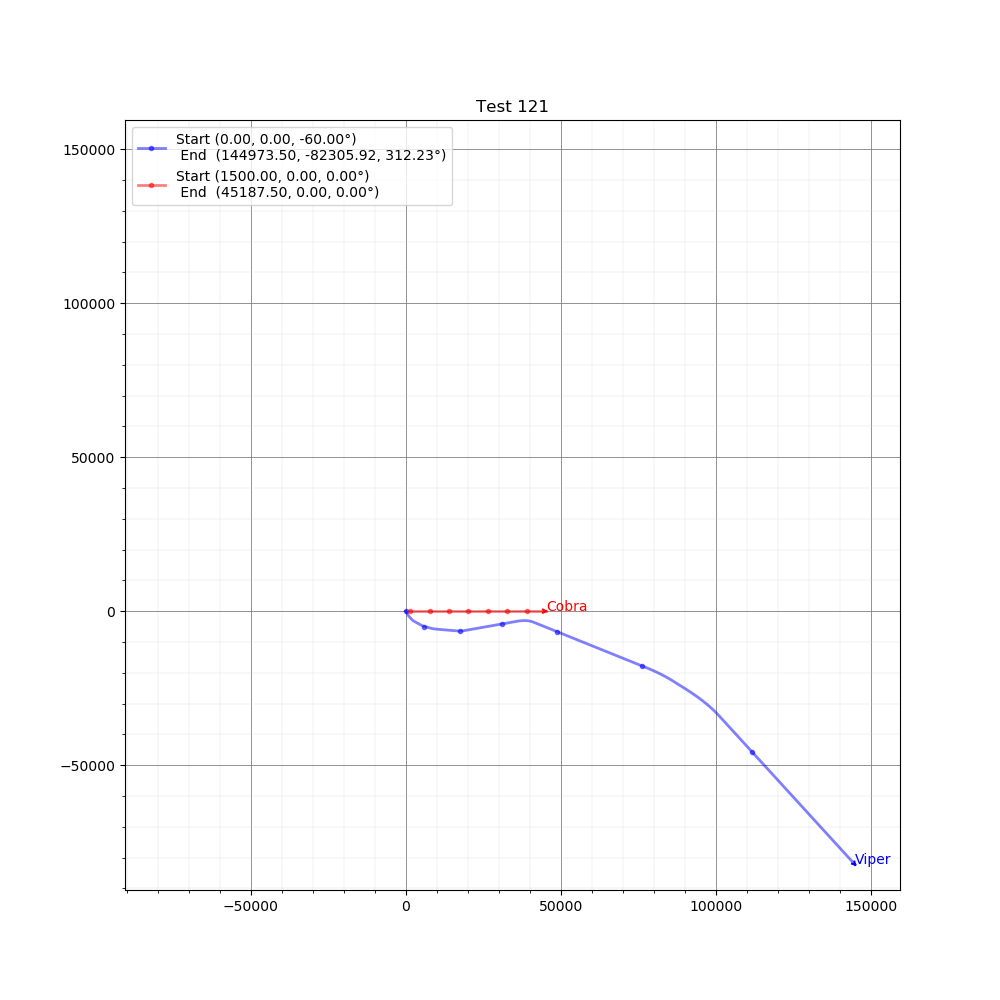 Test 121
Start (0.00, 0.00, -60.00°)
End (144973.50, -82305.92, 312.23°)
Start (1500.00, 0.00, 0.00°)
End (45187.50, 0.00, 0.00°)
150000
100000
50000
0
−50000
Cobra
Viper
−50000 0 50000 100000 150000